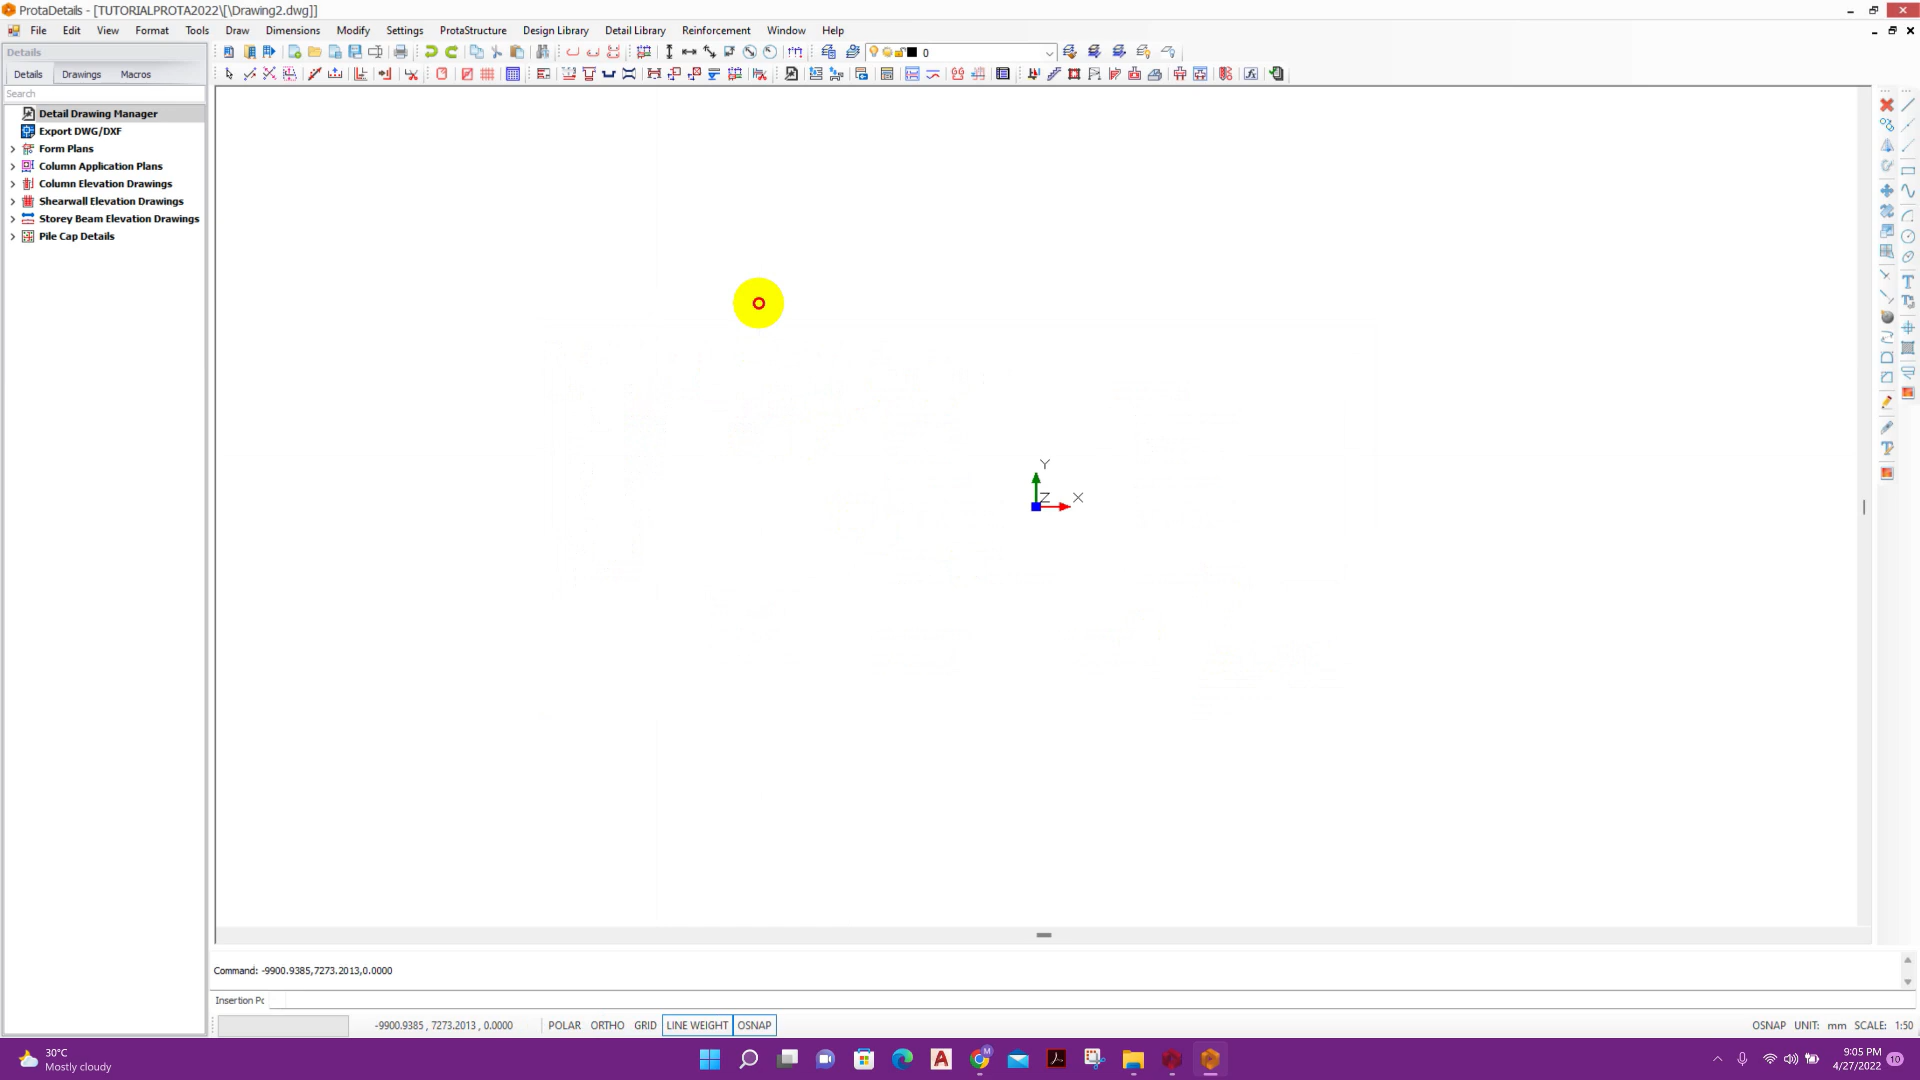 ProtaDetails - [TUTORIALPROTA2022\[\Drawing2.dwg]]
File Edit View Format Tools Draw Dimensions Modify Settings ProtaStructure Design Library Detail Library Reinforcement Window Help
Details
0
Details Drawings Macros
Search
Detail Drawing Manager
Export DWG/DXF
Form Plans
Column Application Plans
Column Elevation Drawings
Shearwall Elevation Drawings
Storey Beam Elevation Drawings
Pile Cap Details
Y
Z X
Command: -9900.9385,7273.2013,0.0000
Insertion Pc
-9900.9385 , 7273.2013 , 0.0000 POLAR ORTHO GRID LINE WEIGHT OSNAP OSNAP UNIT: mm SCALE: 1:50
30°C
Mostly cloudy
9:05 PM
4/27/2022
10